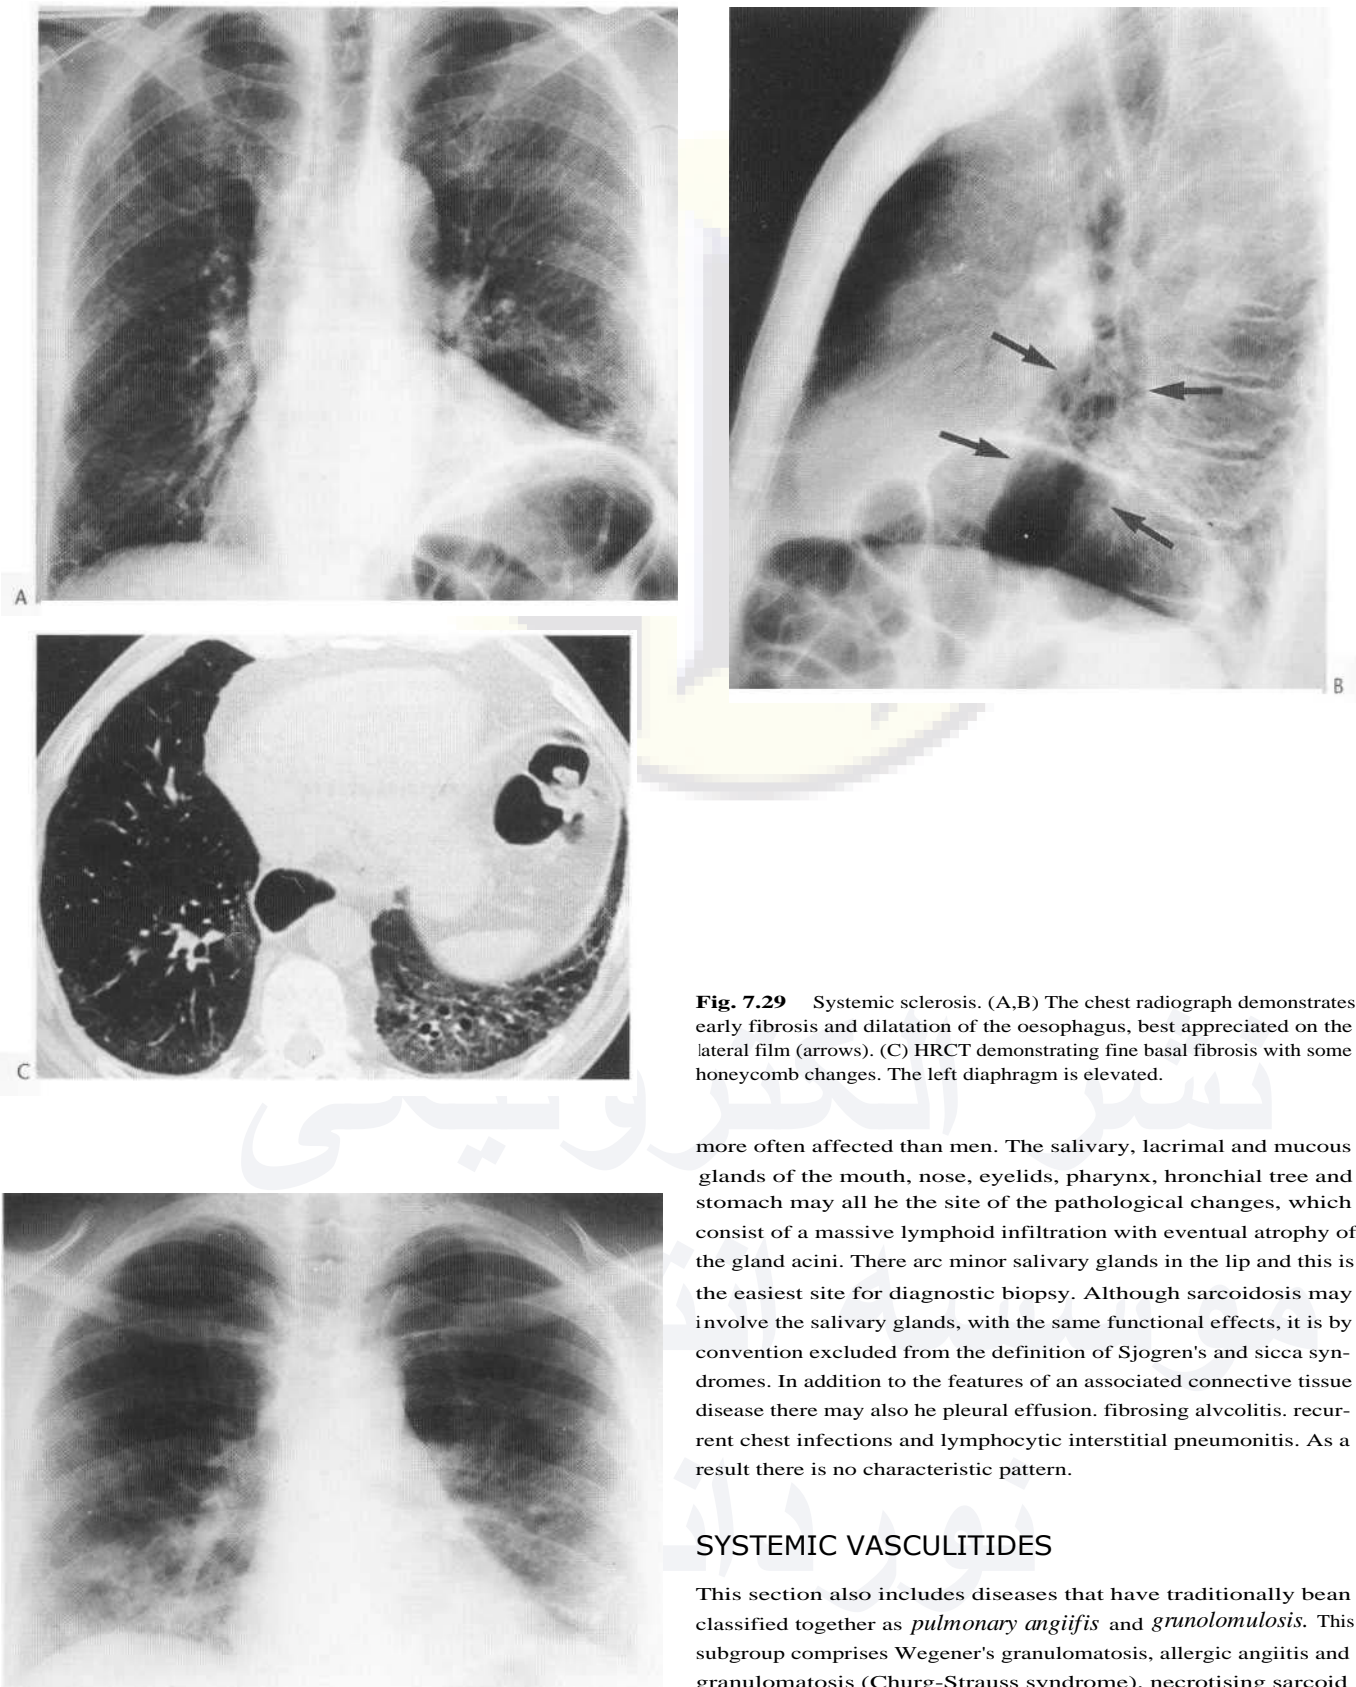 A
B
C
Fig. 7.29 Systemic sclerosis. (A,B) The chest radiograph demonstrates
early fibrosis and dilatation of the oesophagus, best appreciated on the
lateral film (arrows). (C) HRCT demonstrating fine basal fibrosis with some
honeycomb changes. The left diaphragm is elevated.
more often affected than men. The salivary, lacrimal and mucous
glands of the mouth, nose, eyelids, pharynx, hronchial tree and
stomach may all he the site of the pathological changes, which
consist of a massive lymphoid infiltration with eventual atrophy of
the gland acini. There arc minor salivary glands in the lip and this is
the easiest site for diagnostic biopsy. Although sarcoidosis may
involve the salivary glands, with the same functional effects, it is by
convention excluded from the definition of Sjogren's and sicca syn-
dromes. In addition to the features of an associated connective tissue
disease there may also he pleural effusion. fibrosing alvcolitis. recur-
rent chest infections and lymphocytic interstitial pneumonitis. As a
result there is no characteristic pattern.
SYSTEMIC VASCULITIDES
This section also includes diseases that have traditionally bean
classified together as pulmonary angiifis and grunolomulosis. This
subgroup comprises Wegener's granulomatosis, allergic angiitis and
granulomatosis (Churg-Strauss syndrome), necrotising sarcoid
نشر الکترونیکی
موسسه